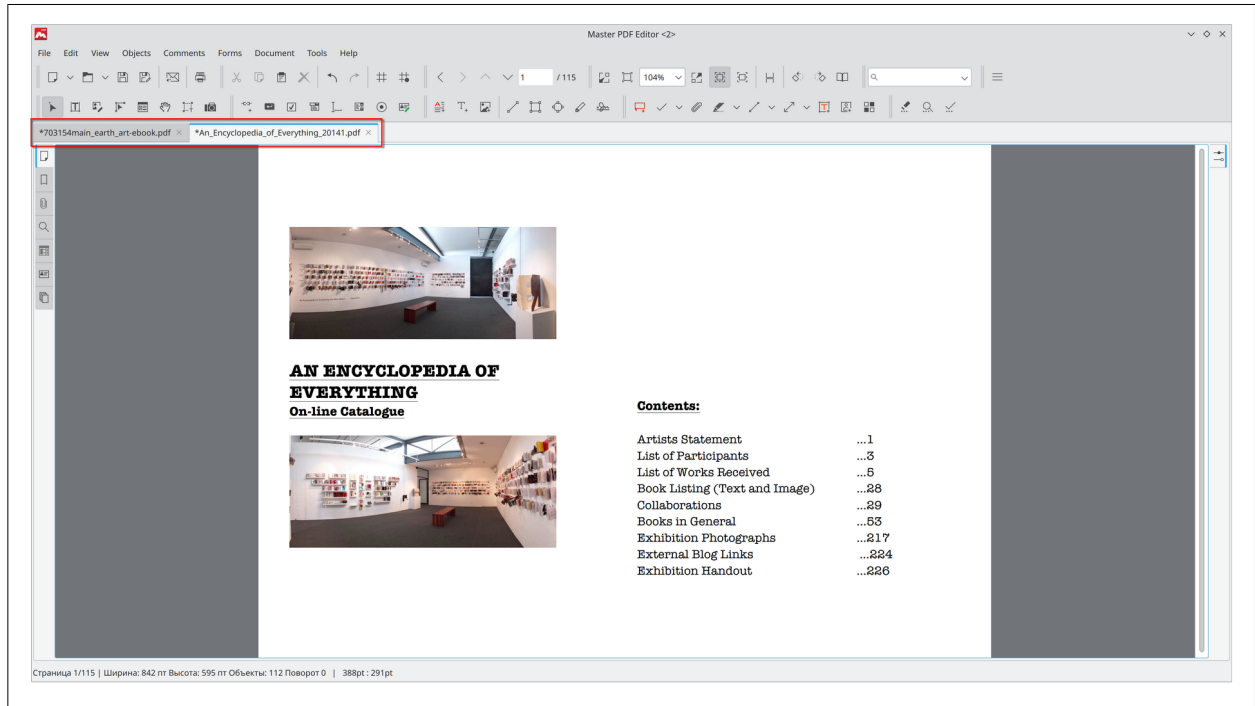 Master PDF Editor <2>
File Edit View Objects Comments Forms Document Tools Help
1 / 115 104%
*703154main_earth_art-ebook.pdf *An_Encyclopedia_of_Everything_20141.pdf
AN ENCYCLOPEDIA OF
EVERYTHING
On-line Catalogue
Contents:
Artists Statement ...1
List of Participants ...3
List of Works Received ...5
Book Listing (Text and Image) ...28
Collaborations ...29
Books in General ...53
Exhibition Photographs ...217
External Blog Links ...224
Exhibition Handout ...226
Страница 1/115 | Ширина: 842 пт Высота: 595 пт Объекты: 112 Поворот 0 | 388pt : 291pt